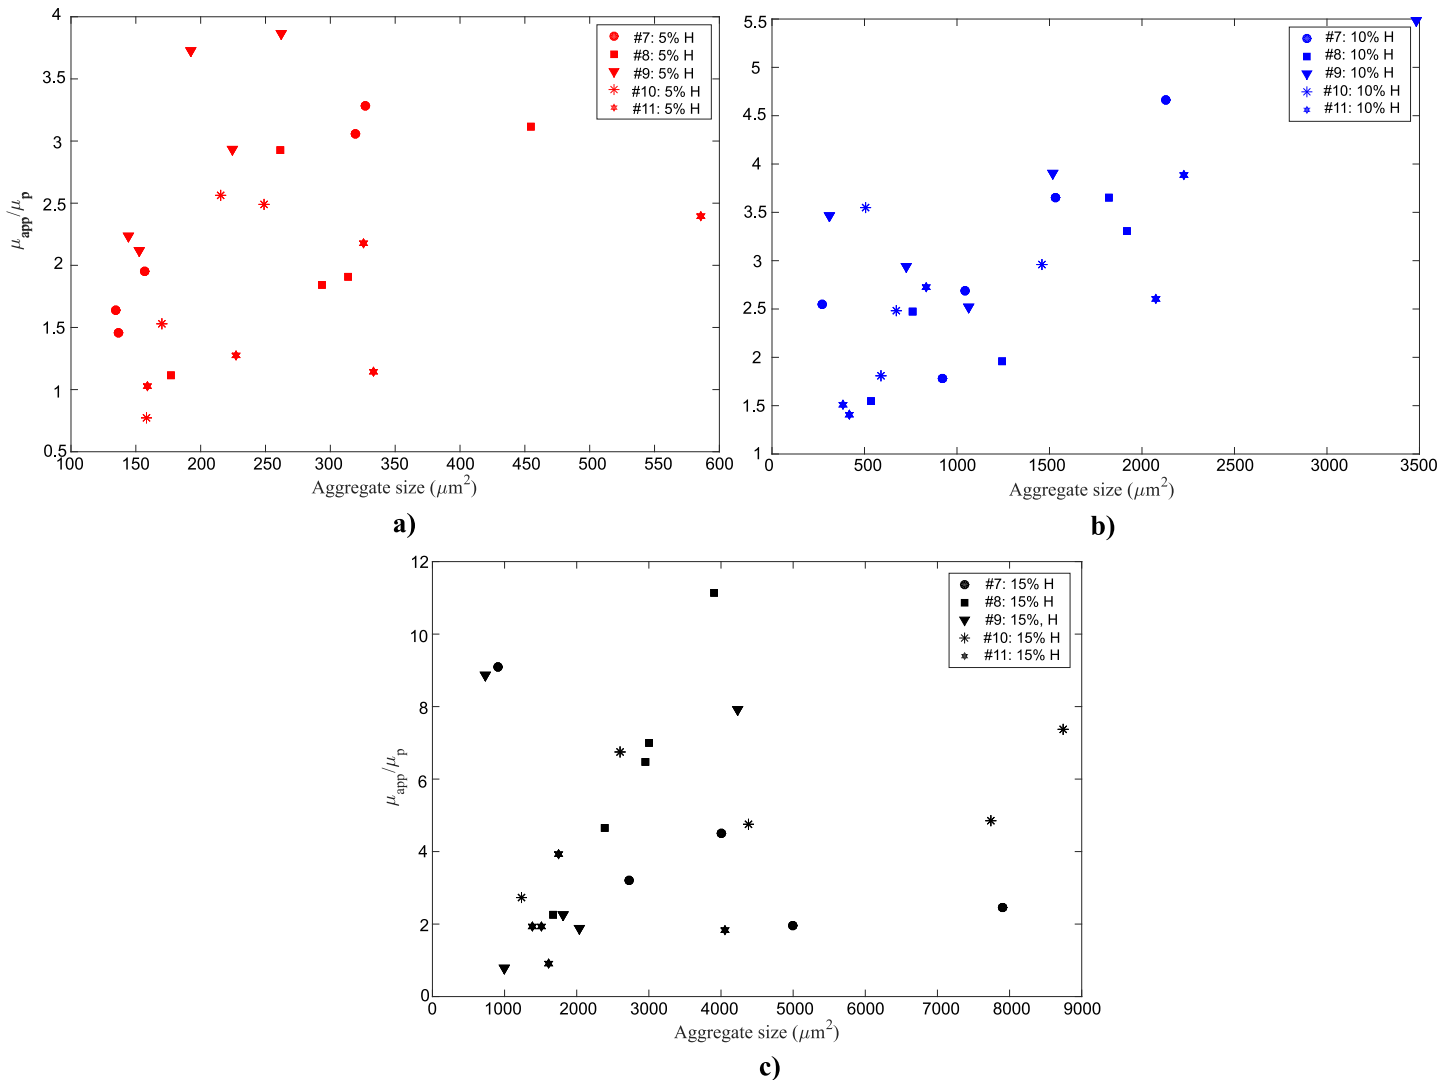 4
3.5
3
2.5
2
1.5
1
0.5
μapp/μp
#7: 5% H
#8: 5% H
#9: 5% H
#10: 5% H
#11: 5% H
100 150 200 250 300 350 400 450 500 550 600
Aggregate size (μm²)
a)
5.5
5
4.5
4
3.5
3
2.5
2
1.5
1
#7: 10% H
#8: 10% H
#9: 10% H
#10: 10% H
#11: 10% H
0 500 1000 1500 2000 2500 3000 3500
Aggregate size (μm²)
b)
12
10
8
6
4
2
0
μapp/μp
#7: 15% H
#8: 15% H
#9: 15%, H
#10: 15% H
#11: 15% H
0 1000 2000 3000 4000 5000 6000 7000 8000 9000
Aggregate size (μm²)
c)